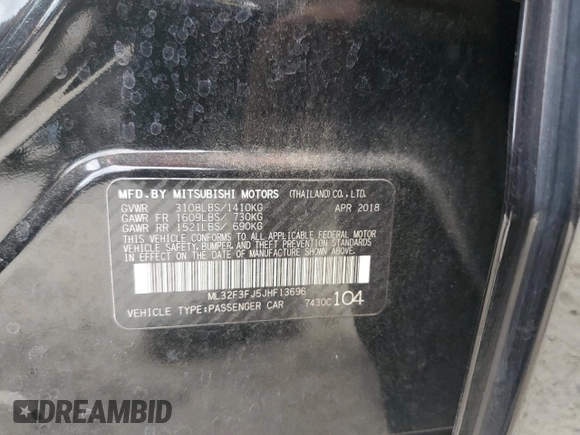 MFD.BY MITSUBISHI MOTORS (THAILAND)CO.,LTD.
GVWR 3108LBS/1410KG APR 2018
GAWR FR 1609LBS/ 730KG
GAWR RR 1521LBS/ 690KG
THIS VEHICLE CONFORMS TO ALL APPLICABLE FEDERAL MOTOR
VEHICLE SAFETY, BUMPER, AND THEFT PREVENTION STANDARDS
IN EFFECT ON THE DATE OF MANUFACTURE SHOWN ABOVE.
ML32F3FJ5JHF13696
VEHICLE TYPE:PASSENGER CAR 7430C 104
DREAMBID